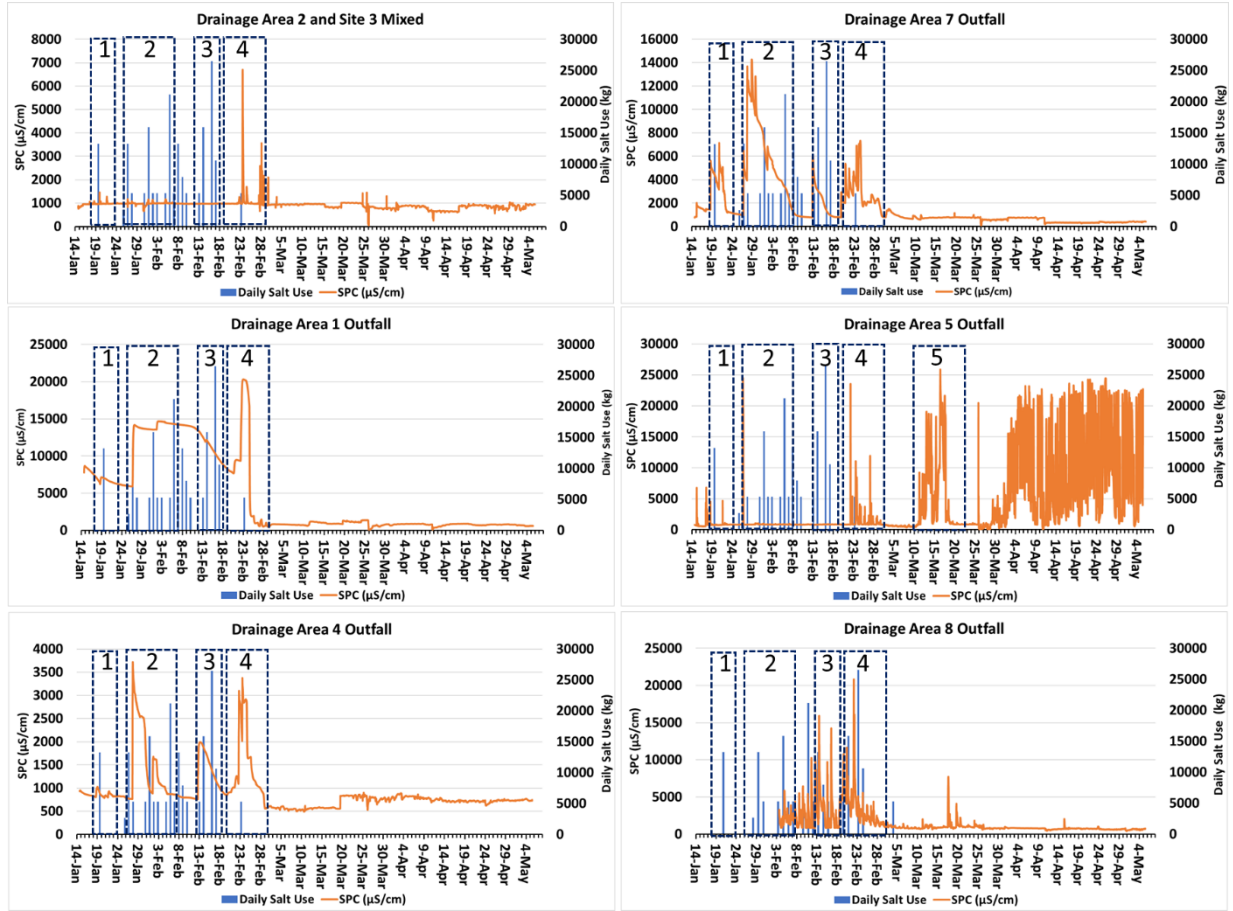 Drainage Area 2 and Site 3 Mixed
1 2 3 4
SPC (µS/cm)
8000
7000
6000
5000
4000
3000
2000
1000
0
Daily Salt Use (kg)
30000
25000
20000
15000
10000
5000
0
14-Jan 19-Jan 24-Jan 29-Jan 3-Feb 8-Feb 13-Feb 18-Feb 23-Feb 28-Feb 5-Mar 10-Mar 15-Mar 20-Mar 25-Mar 30-Mar 4-Apr 9-Apr 14-Apr 19-Apr 24-Apr 29-Apr 4-May
Daily Salt Use SPC (µS/cm)
Drainage Area 7 Outfall
1 2 3 4
SPC (µS/cm)
16000
14000
12000
10000
8000
6000
4000
2000
0
Daily Salt Use (kg)
30000
25000
20000
15000
10000
5000
0
14-Jan 19-Jan 24-Jan 29-Jan 3-Feb 8-Feb 13-Feb 18-Feb 23-Feb 28-Feb 5-Mar 10-Mar 15-Mar 20-Mar 25-Mar 30-Mar 4-Apr 9-Apr 14-Apr 19-Apr 24-Apr 29-Apr 4-May
Daily Salt use SPC (µS/cm)
Drainage Area 1 Outfall
1 2 3 4
SPC (µS/cm)
25000
20000
15000
10000
5000
0
Daily Salt Use (kg)
30000
25000
20000
15000
10000
5000
0
14-Jan 19-Jan 24-Jan 29-Jan 3-Feb 8-Feb 13-Feb 18-Feb 23-Feb 28-Feb 5-Mar 10-Mar 15-Mar 20-Mar 25-Mar 30-Mar 4-Apr 9-Apr 14-Apr 19-Apr 24-Apr 29-Apr 4-May
Daily Salt Use SPC (µS/cm)
Drainage Area 5 Outfall
1 2 3 4 5
SPC (µS/cm)
30000
25000
20000
15000
10000
5000
0
Daily Salt Use (kg)
30000
25000
20000
15000
10000
5000
0
14-Jan 19-Jan 24-Jan 29-Jan 3-Feb 8-Feb 13-Feb 18-Feb 23-Feb 28-Feb 5-Mar 10-Mar 15-Mar 20-Mar 25-Mar 30-Mar 4-Apr 9-Apr 14-Apr 19-Apr 24-Apr 29-Apr 4-May
Daily Salt Use SPC (µS/cm)
Drainage Area 4 Outfall
1 2 3 4
SPC (µS/cm)
4000
3500
3000
2500
2000
1500
1000
500
0
Daily Salt Use (kg)
30000
25000
20000
15000
10000
5000
0
14-Jan 19-Jan 24-Jan 29-Jan 3-Feb 8-Feb 13-Feb 18-Feb 23-Feb 28-Feb 5-Mar 10-Mar 15-Mar 20-Mar 25-Mar 30-Mar 4-Apr 9-Apr 14-Apr 19-Apr 24-Apr 29-Apr 4-May
Daily Salt Use SPC (µS/cm)
Drainage Area 8 Outfall
1 2 3 4
SPC (µS/cm)
25000
20000
15000
10000
5000
0
Daily Salt Use (kg)
30000
25000
20000
15000
10000
5000
0
14-Jan 19-Jan 24-Jan 29-Jan 3-Feb 8-Feb 13-Feb 18-Feb 23-Feb 28-Feb 5-Mar 10-Mar 15-Mar 20-Mar 25-Mar 30-Mar 4-Apr 9-Apr 14-Apr 19-Apr 24-Apr 29-Apr 4-May
Daily Salt Use SPC (µS/cm)